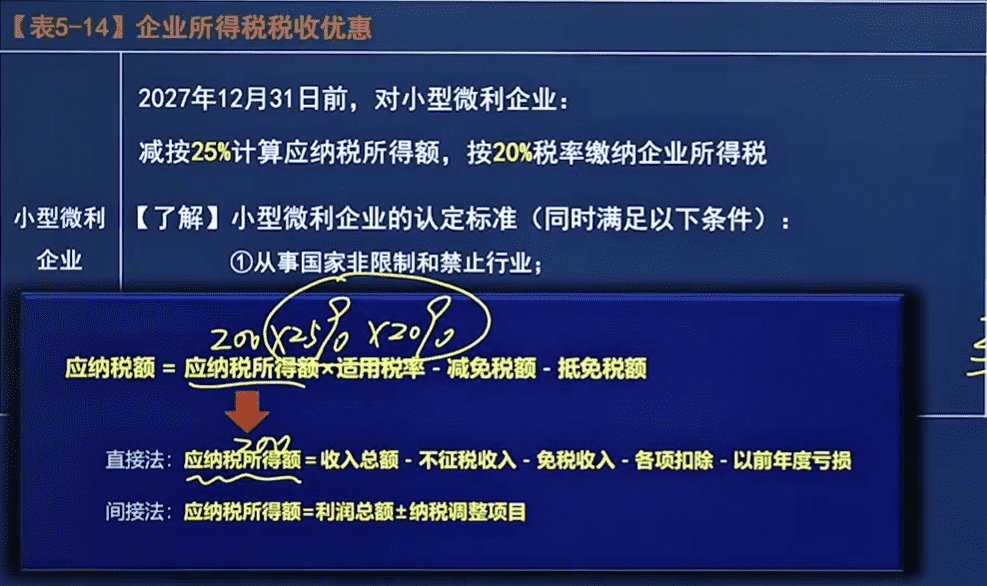 【表5-14】企业所得税税收优惠
2027年12月31日前，对小型微利企业：
减按25%计算应纳税所得额，按20%税率缴纳企业所得税
小型微利
企业
【了解】小型微利企业的认定标准（同时满足以下条件）：
①从事国家非限制和禁止行业；
200×25%×20%
应纳税额 = 应纳税所得额×适用税率 - 减免税额 - 抵免税额
200
直接法：应纳税所得额=收入总额 - 不征税收入 - 免税收入 - 各项扣除 - 以前年度亏损
间接法：应纳税所得额=利润总额±纳税调整项目